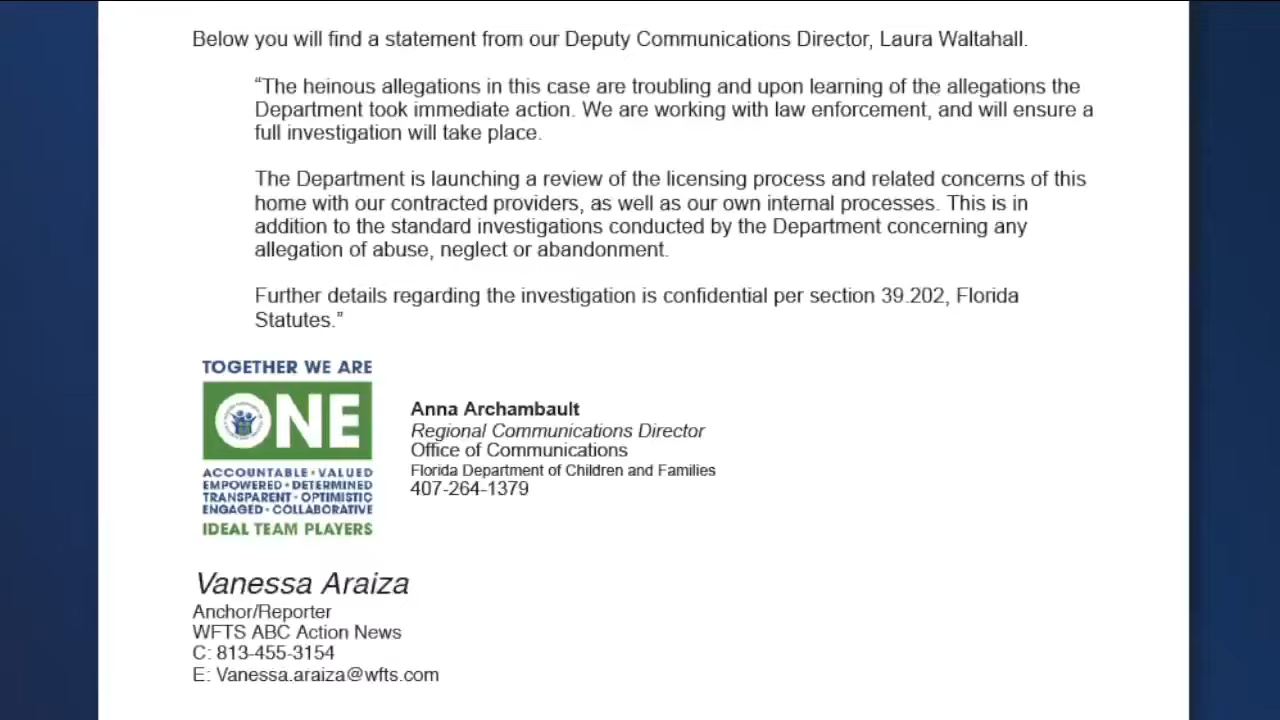 Below you will find a statement from our Deputy Communications Director, Laura Waltahall.
“The heinous allegations in this case are troubling and upon learning of the allegations the
Department took immediate action. We are working with law enforcement, and will ensure a
full investigation will take place.
The Department is launching a review of the licensing process and related concerns of this
home with our contracted providers, as well as our own internal processes. This is in
addition to the standard investigations conducted by the Department concerning any
allegation of abuse, neglect or abandonment.
Further details regarding the investigation is confidential per section 39.202, Florida
Statutes.”
TOGETHER WE ARE
ONE
ACCOUNTABLE • VALUED
EMPOWERED • DETERMINED
TRANSPARENT • OPTIMISTIC
ENGAGED • COLLABORATIVE
IDEAL TEAM PLAYERS
Anna Archambault
Regional Communications Director
Office of Communications
Florida Department of Children and Families
407-264-1379
Vanessa Araiza
Anchor/Reporter
WFTS ABC Action News
C: 813-455-3154
E: Vanessa.araiza@wfts.com